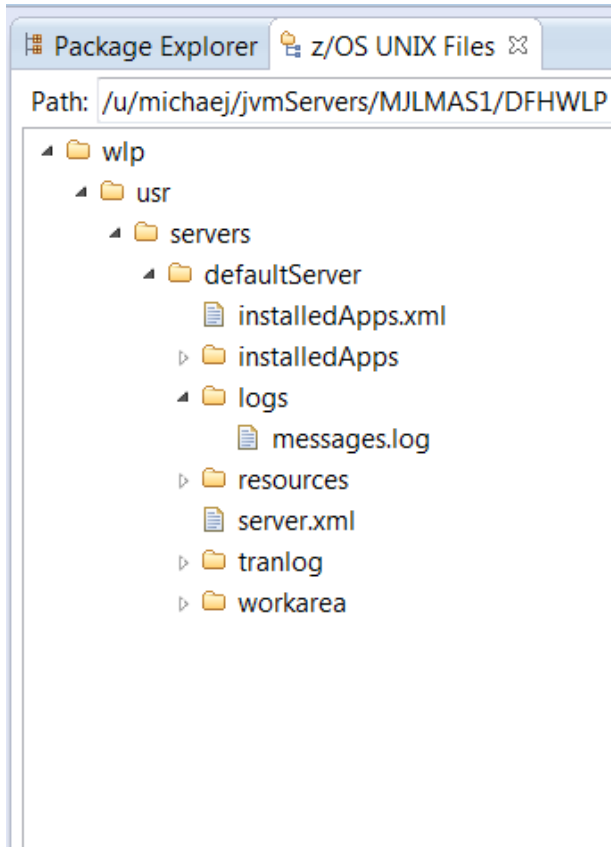 Package Explorer z/OS UNIX Files
Path: /u/michaej/jvmServers/MJLMAS1/DFHWLP
wlp
usr
servers
defaultServer
installedApps.xml
installedApps
logs
messages.log
resources
server.xml
tranlog
workarea